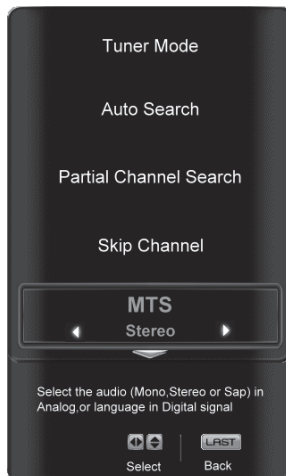 Tuner Mode
Auto Search
Partial Channel Search
Skip Channel
MTS
Stereo
Select the audio (Mono,Stereo or Sap) in
Analog,or language in Digital signal
LAST
Select Back